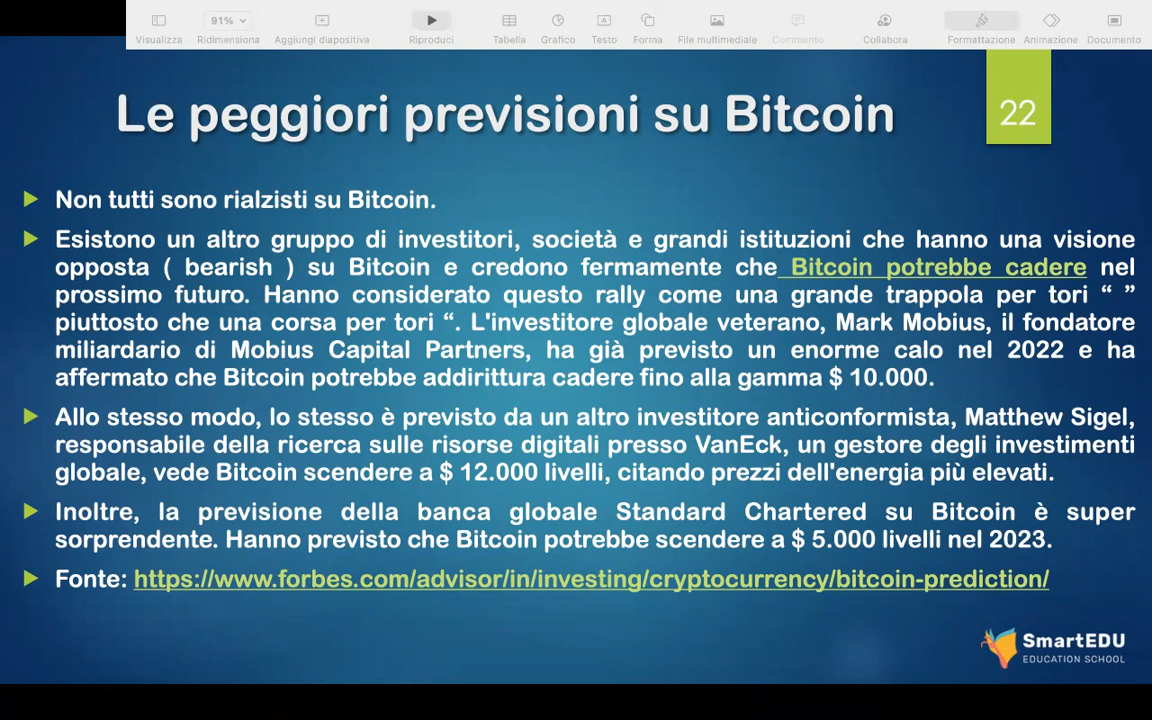 91%
Visualizza Ridimensiona Aggiungi diapositiva Riproduci Tabella Grafico Testo Forma File multimediale Commento Collabora Formattazione Animazione Documento
Le peggiori previsioni su Bitcoin
22
Non tutti sono rialzisti su Bitcoin.
Esistono un altro gruppo di investitori, società e grandi istituzioni che hanno una visione
opposta ( bearish ) su Bitcoin e credono fermamente che Bitcoin potrebbe cadere nel
prossimo futuro. Hanno considerato questo rally come una grande trappola per tori “ ”
piuttosto che una corsa per tori “. L'investitore globale veterano, Mark Mobius, il fondatore
miliardario di Mobius Capital Partners, ha già previsto un enorme calo nel 2022 e ha
affermato che Bitcoin potrebbe addirittura cadere fino alla gamma $ 10.000.
Allo stesso modo, lo stesso è previsto da un altro investitore anticonformista, Matthew Sigel,
responsabile della ricerca sulle risorse digitali presso VanEck, un gestore degli investimenti
globale, vede Bitcoin scendere a $ 12.000 livelli, citando prezzi dell'energia più elevati.
Inoltre, la previsione della banca globale Standard Chartered su Bitcoin è super
sorprendente. Hanno previsto che Bitcoin potrebbe scendere a $ 5.000 livelli nel 2023.
Fonte: https://www.forbes.com/advisor/in/investing/cryptocurrency/bitcoin-prediction/
SmartEDU
EDUCATION SCHOOL